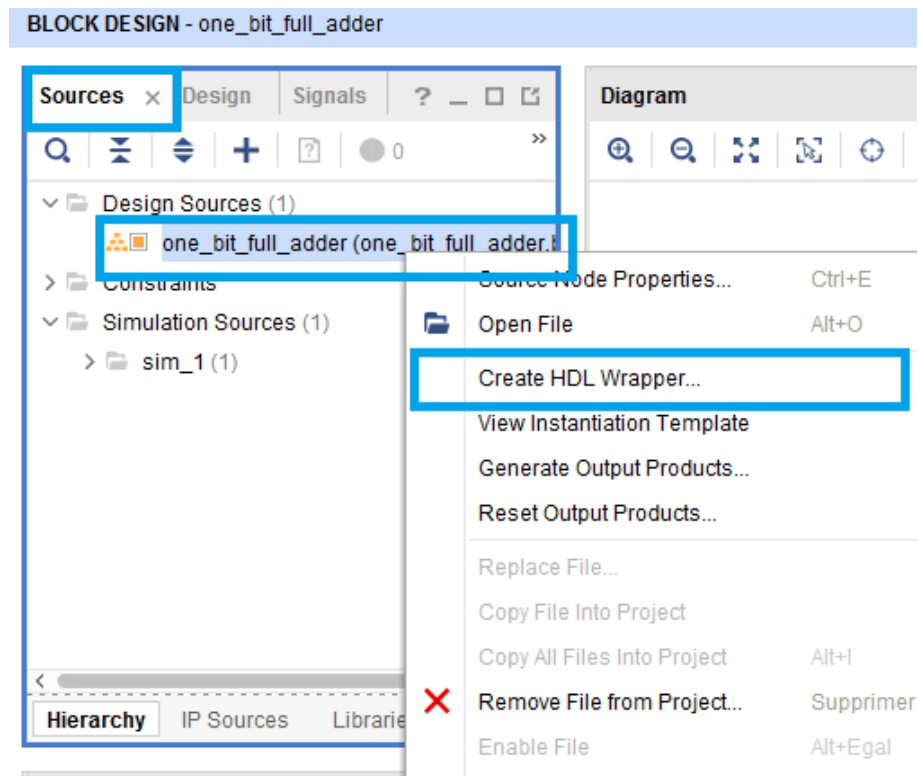 BLOCK DESIGN - one_bit_full_adder
Sources × Design Signals ? Diagram
0 »
Design Sources (1)
one_bit_full_adder (one_bit_full_adder.
Constraints
Simulation Sources (1)
sim_1 (1)
Source Node Properties... Ctrl+E
Open File Alt+O
Create HDL Wrapper...
View Instantiation Template
Generate Output Products...
Reset Output Products...
Replace File...
Copy File Into Project
Copy All Files Into Project Alt+I
Remove File from Project... Supprimer
Enable File Alt+Egal
Hierarchy IP Sources Librarie